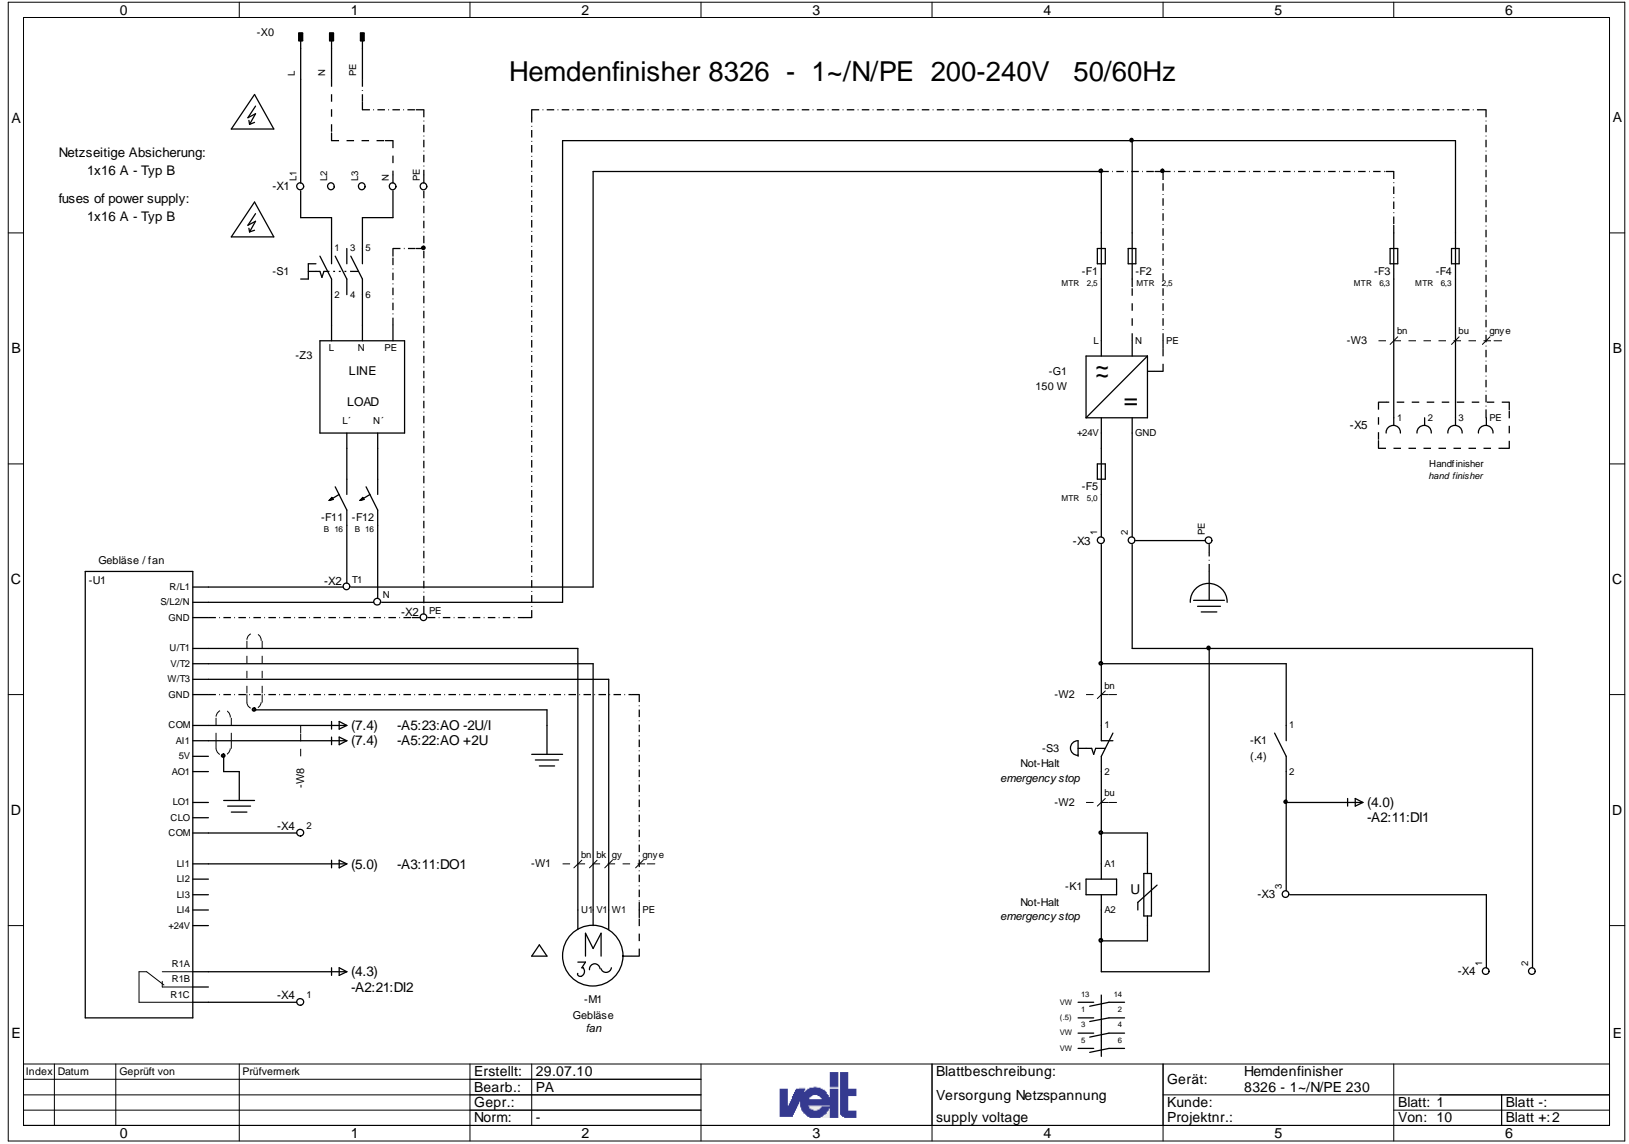 0 1 2 3 4 5 6
-X0
L N PE
Hemdenfinisher 8326 - 1~/N/PE 200-240V 50/60Hz
A A
Netzseitige Absicherung:
1x16 A - Typ B
fuses of power supply:
1x16 A - Typ B
-X1 L1 L2 L3 N PE
1 3 5
-S1
2 4 6
B B
-Z3
L N PE
LINE
LOAD
L´ N´
-F11
B 16
-F12
B 16
-F1
MTR 2,5
-F2
MTR 2,5
-F3
MTR 6,3
-F4
MTR 6,3
-W3 bn bu gnye
L N PE
-G1
150 W
+24V GND
-X5 1 2 3 PE
Handfinisher
hand finisher
-F5
MTR 5,0
-X3 1 2 PE
C C
Gebläse / fan
-U1
R/L1
S/L2/N
GND
-X2 T1
N
-X2 PE
U/T1
V/T2
W/T3
GND
COM
AI1
5V
AO1
LO1
CLO
COM
LI1
LI2
LI3
LI4
+24V
R1A
R1B
R1C
(7.4) -A5:23:AO -2U/I
(7.4) -A5:22:AO +2U
-W8
-X4 2
(5.0) -A3:11:DO1
(4.3)
-A2:21:DI2
-X4 1
-W1 bn bk gy gnye
U1 V1 W1 PE
M
3
-M1
Gebläse
fan
-W2 bn
1
-S3
Not-Halt
emergency stop
2
-W2 bu
D D
A1
-K1
Not-Halt
emergency stop
A2
U
1
-K1
(.4)
2
(4.0)
-A2:11:DI1
-X3 3
-X4 1 2
VW 13 14
(.5) 1 2
VW 3 4
VW 5 6
E E
Index Datum Geprüft von Prüfvermerk
Erstellt: 29.07.10
Bearb.: PA
Gepr.:
Norm: -
veit
Blattbeschreibung:
Versorgung Netzspannung
supply voltage
Gerät: Hemdenfinisher
8326 - 1~/N/PE 230
Kunde:
Projektnr.:
Blatt: 1 Blatt -:
Von: 10 Blatt +: 2
0 1 2 3 4 5 6